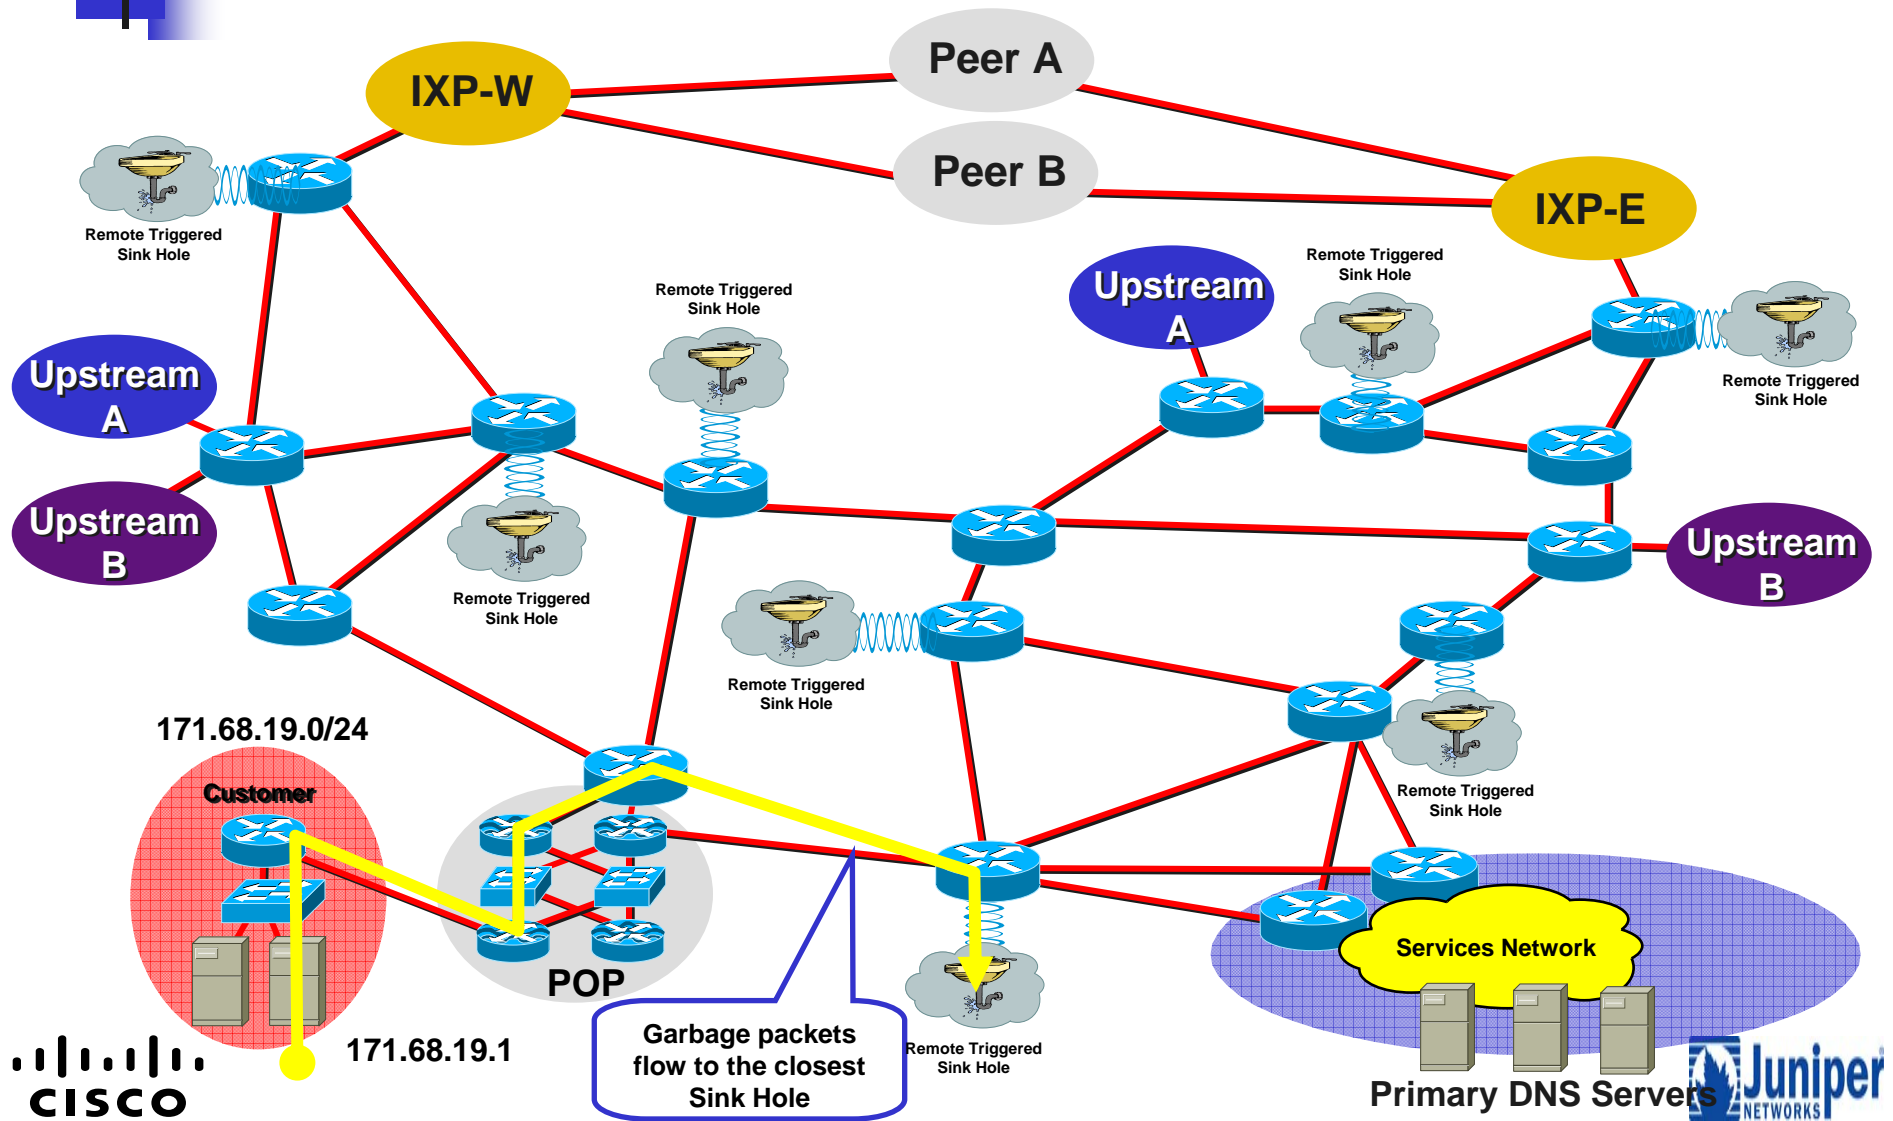 Peer A
IXP-W
Peer B
IXP-E
Remote Triggered
Sink Hole
Remote Triggered
Sink Hole
Upstream
A
Remote Triggered
Sink Hole
Upstream
A
Remote Triggered
Sink Hole
Upstream
B
Upstream
B
Remote Triggered
Sink Hole
Remote Triggered
Sink Hole
171.68.19.0/24
Customer
Remote Triggered
Sink Hole
Services Network
POP
Garbage packets
flow to the closest
Sink Hole
171.68.19.1
Remote Triggered
Sink Hole
Primary DNS Servers
CISCO
Juniper
NETWORKS